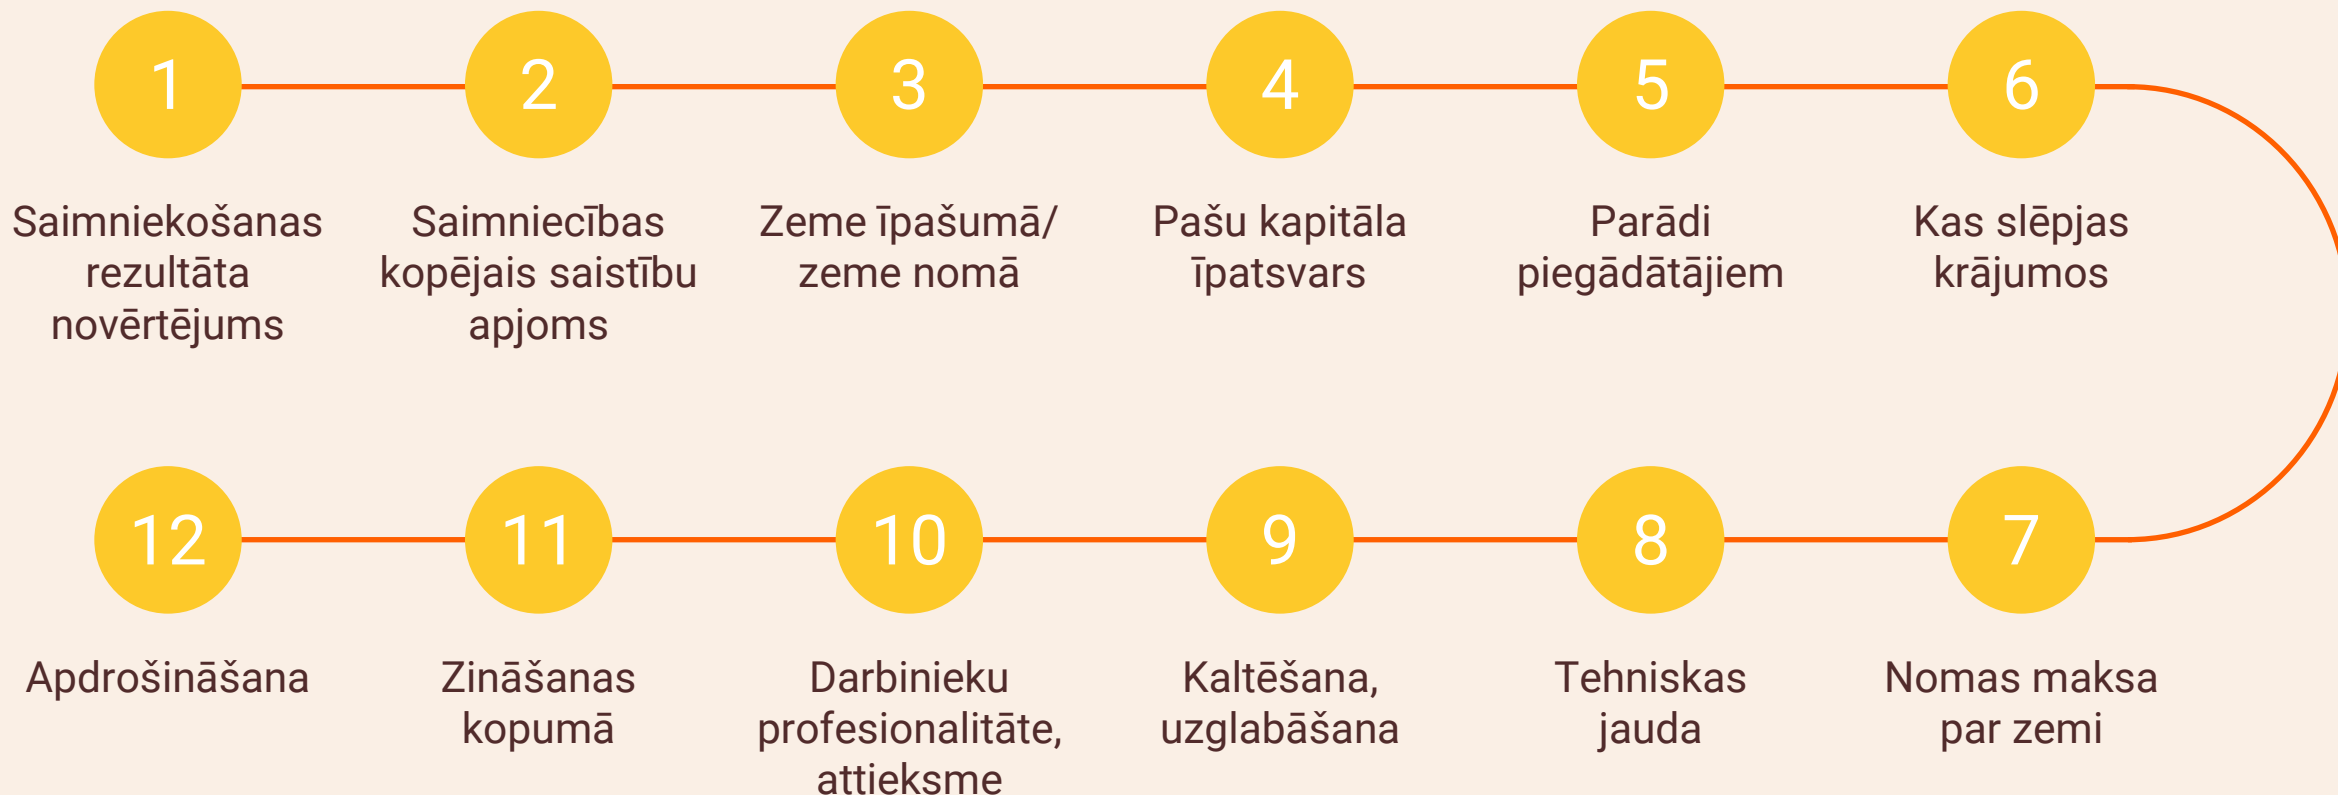 1
Saimniekošanas
rezultāta
novērtējums
2
Saimniecības
kopējais saistību
apjoms
3
Zeme īpašumā/
zeme nomā
4
Pašu kapitāla
īpatsvars
5
Parādi
piegādātājiem
6
Kas slēpjas
krājumos
7
Nomas maksa
par zemi
8
Tehniskas
jauda
9
Kaltēšana,
uzglabāšana
10
Darbinieku
profesionalitāte,
attieksme
11
Zināšanas
kopumā
12
Apdrošināšana